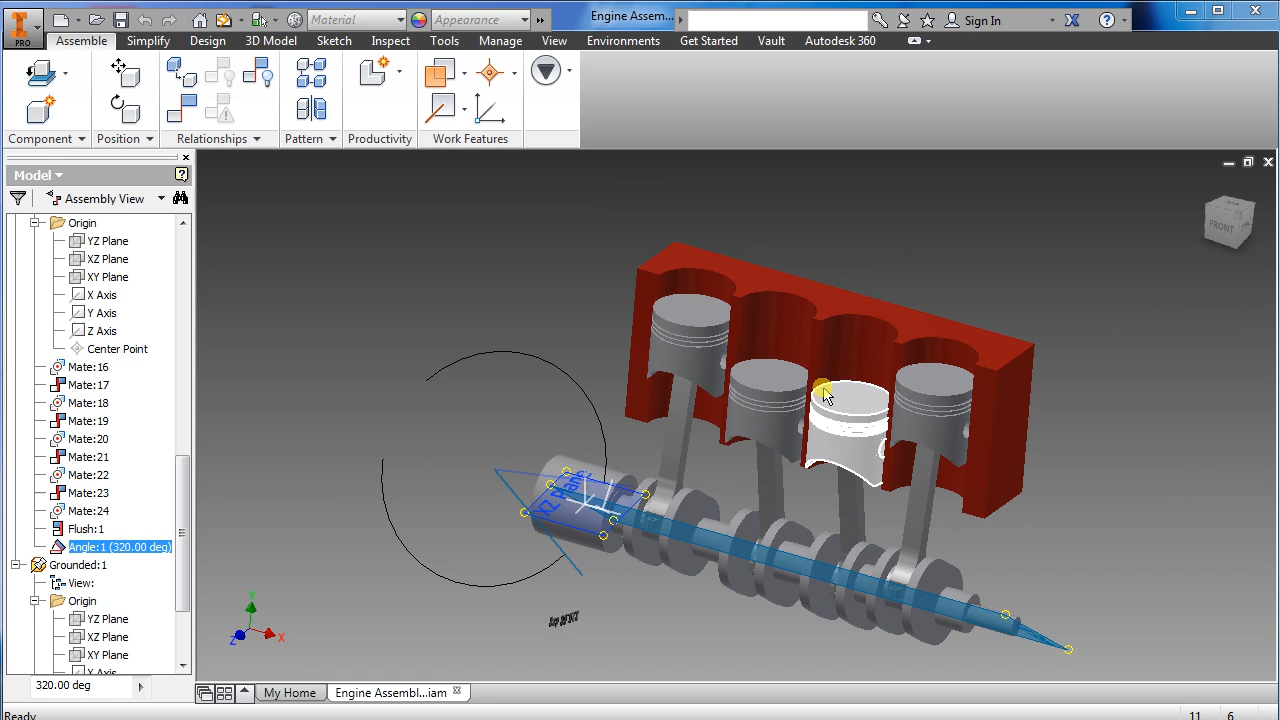 PRO
Material
Appearance
Engine Assem...
Sign In
Assemble
Simplify
Design
3D Model
Sketch
Inspect
Tools
Manage
View
Environments
Get Started
Vault
Autodesk 360
Component
Position
Relationships
Pattern
Productivity
Work Features
Model
Assembly View
Origin
YZ Plane
XZ Plane
XY Plane
X Axis
Y Axis
Z Axis
Center Point
Mate:16
Mate:17
Mate:18
Mate:19
Mate:20
Mate:21
Mate:22
Mate:23
Mate:24
Flush:1
Angle:1 (320.00 deg)
Grounded:1
View:
Origin
YZ Plane
XZ Plane
XY Plane
X Axis
320.00 deg
FRONT
XZ Plane
Y
X
Z
My Home
Engine Assembl...iam
Ready
11
6